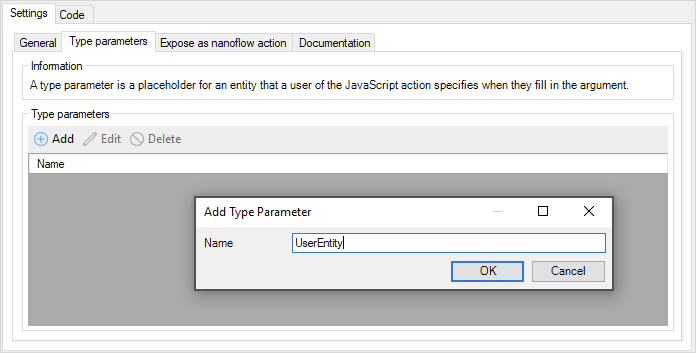 Settings Code
General Type parameters Expose as nanoflow action Documentation
Information
A type parameter is a placeholder for an entity that a user of the JavaScript action specifies when they fill in the argument.
Type parameters
Add Edit Delete
Name
Add Type Parameter
Name UserEntity
OK Cancel